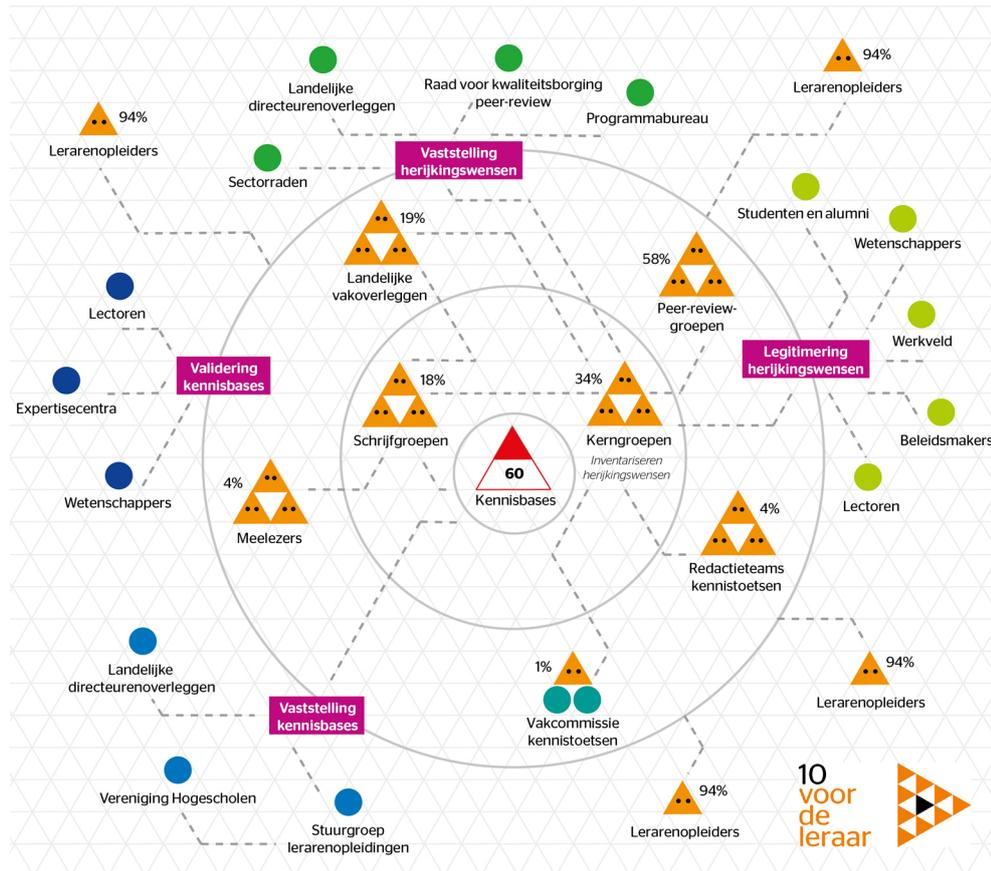 94%
Lerarenopleiders
Landelijke
directeurenoverleggen
Raad voor kwaliteitsborging
peer-review
Programmabureau
94%
Lerarenopleiders
Sectorraden
Vaststelling
herijkingswensen
Studenten en alumni
Wetenschappers
19%
Landelijke
vakoverleggen
58%
Peer-review-
groepen
Lectoren
Expertisecentra
Wetenschappers
Validering
kennisbases
Legitimering
herijkingswensen
Werkveld
Beleidsmakers
Lectoren
18%
Schrijfgroepen
34%
Kerngroepen
Inventariseren
herijkingswensen
60
Kennisbases
4%
Meelezers
4%
Redactieteams
kennistoetsen
Landelijke
directeurenoverleggen
Vaststelling
kennisbases
1%
Vakcommissie
kennistoetsen
94%
Lerarenopleiders
Vereniging Hogescholen
Stuurgroep
lerarenopleidingen
94%
Lerarenopleiders
10
voor
de
leraar